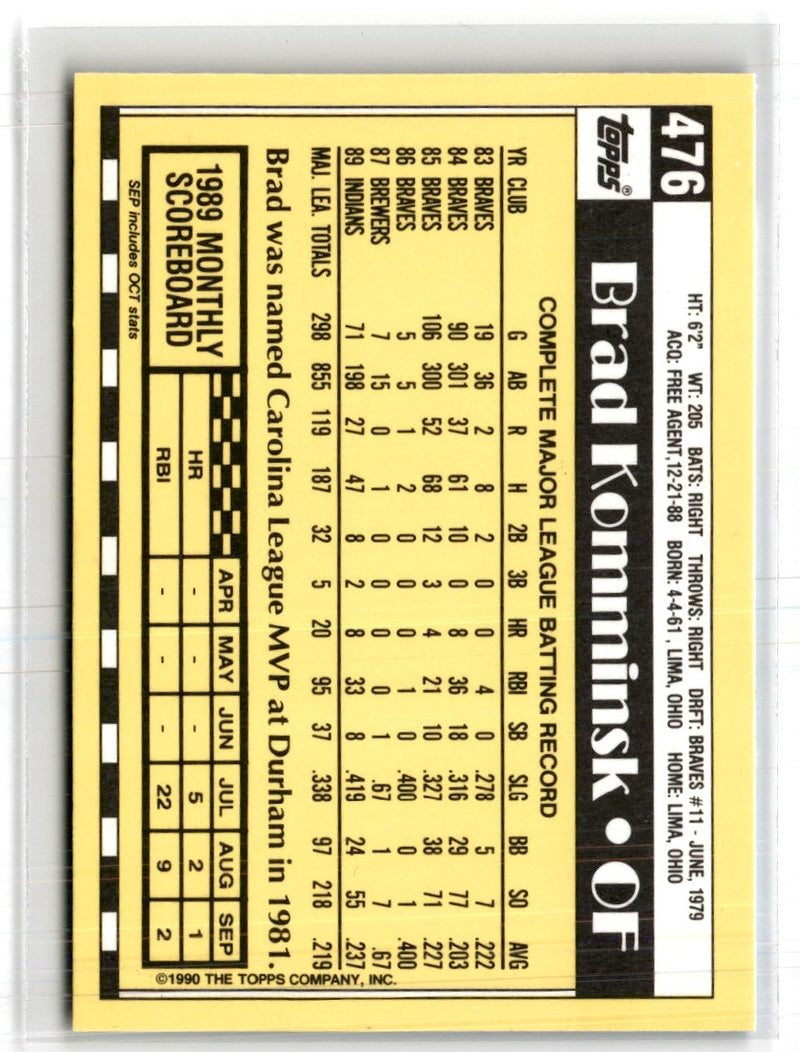 476
HT: 6'2" WT: 205 BATS: RIGHT THROWS: RIGHT DRFT: BRAVES #11 - JUNE, 1979
ACQ: FREE AGENT, 12-21-88 BORN: 4-4-61, LIMA, OHIO HOME: LIMA, OHIO
topps® Brad Komminsk • OF
COMPLETE MAJOR LEAGUE BATTING RECORD
YR CLUB G AB R H 2B 3B HR RBI SB SLG BB SO AVG
83 BRAVES 19 36 2 8 2 0 0 4 0 .278 5 7 .222
84 BRAVES 90 301 37 61 10 0 8 36 18 .316 29 77 .203
85 BRAVES 106 300 52 68 12 3 4 21 10 .327 38 71 .227
86 BRAVES 5 5 1 2 0 0 0 1 0 .400 0 1 .400
87 BREWERS 7 15 0 1 0 0 0 0 1 .67 1 7 .67
89 INDIANS 71 198 27 47 8 2 8 33 8 .419 24 55 .237
MAJ. LEA. TOTALS 298 855 119 187 32 5 20 95 37 .338 97 218 .219
Brad was named Carolina League MVP at Durham in 1981.
1989 MONTHLY
SCOREBOARD
APR MAY JUN JUL AUG SEP
HR - - - 5 2 1
RBI - - - 22 9 2
SEP includes OCT stats
©1990 THE TOPPS COMPANY, INC.